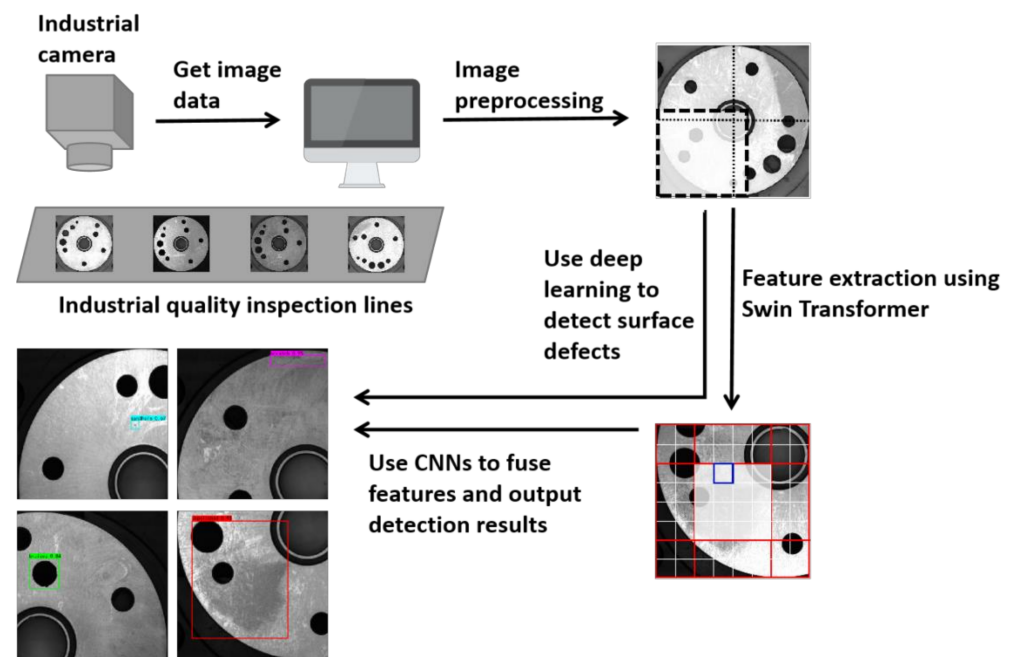 Industrial
camera
Get image
data
Image
preprocessing
Industrial quality inspection lines
Use deep
learning to
detect surface
defects
Feature extraction using
Swin Transformer
Use CNNs to fuse
features and output
detection results